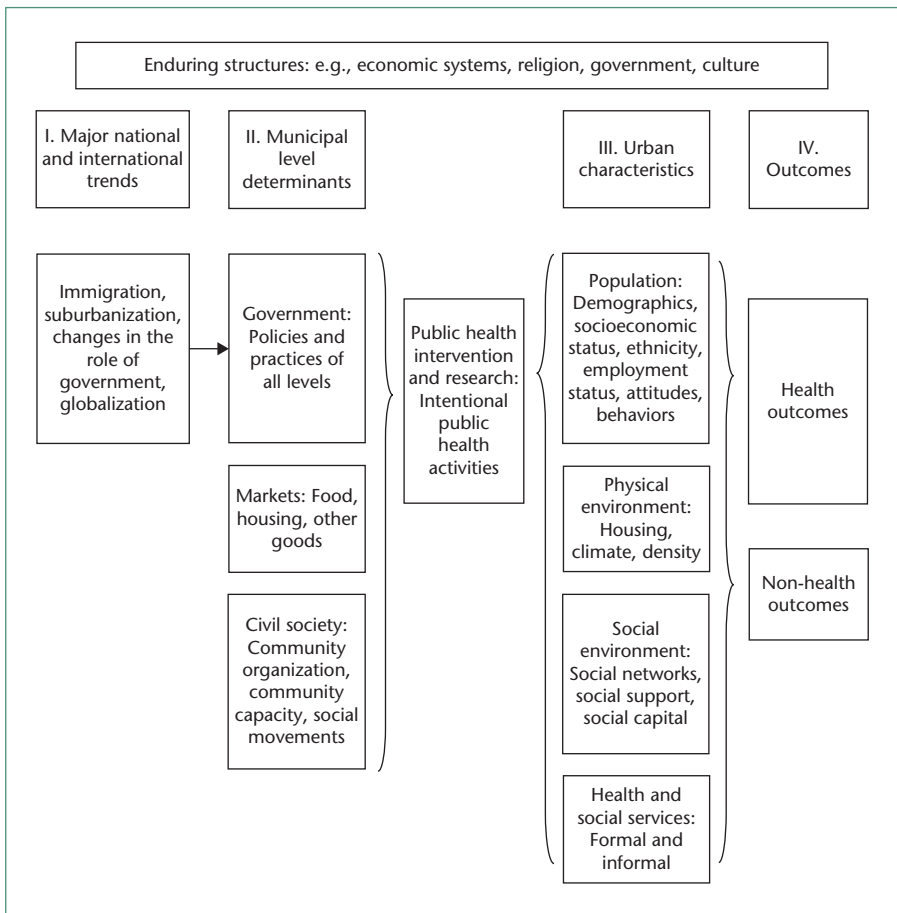 Enduring structures: e.g., economic systems, religion, government, culture
I. Major national
and international
trends
II. Municipal
level
determinants
III. Urban
characteristics
IV.
Outcomes
Immigration,
suburbanization,
changes in the
role of
government,
globalization
Government:
Policies and
practices of
all levels
Markets: Food,
housing, other
goods
Civil society:
Community
organization,
community
capacity, social
movements
Public health
intervention
and research:
Intentional
public
health
activities
Population:
Demographics,
socioeconomic
status, ethnicity,
employment
status, attitudes,
behaviors
Physical
environment:
Housing,
climate, density
Social
environment:
Social networks,
social support,
social capital
Health and
social services:
Formal and
informal
Health
outcomes
Non-health
outcomes